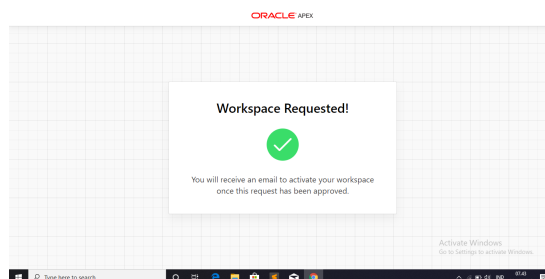 ORACLE APEX
Workspace Requested!
You will receive an email to activate your workspace
once this request has been approved.
Activate Windows
Go to Settings to activate Windows.
Type here to search
IND
07.43